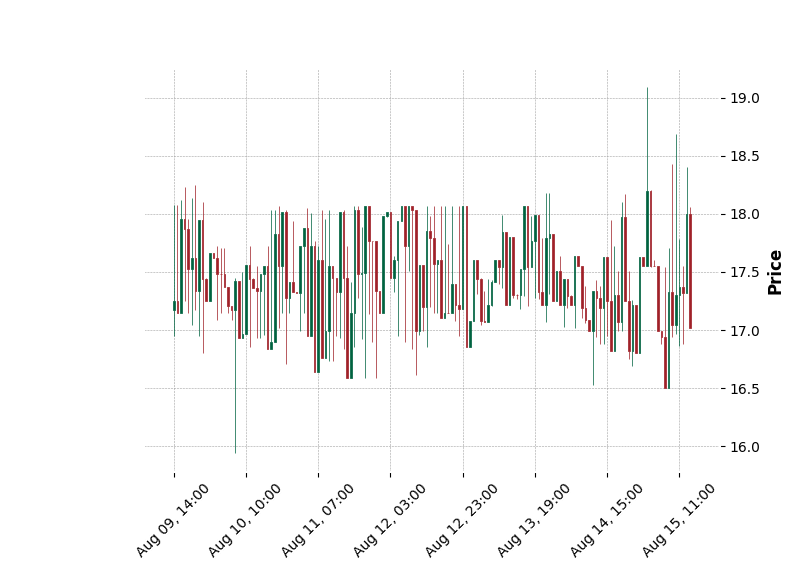 19.0
18.5
18.0
17.5
17.0
16.5
16.0
Price
Aug 09, 14:00
Aug 10, 10:00
Aug 11, 07:00
Aug 12, 03:00
Aug 12, 23:00
Aug 13, 19:00
Aug 14, 15:00
Aug 15, 11:00